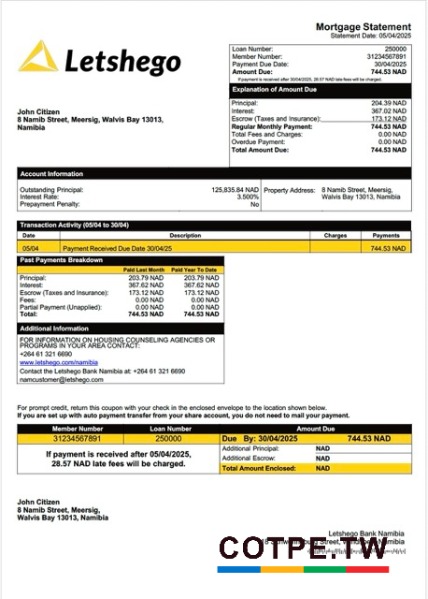 Mortgage Statement
Statement Date: 05/04/2025
Letshego
Loan Number: 250000
Member Number: 31234567891
Payment Due Date: 30/04/2025
Amount Due: 744.53 NAD
If payment is received after 30/04/2025, 28.57 NAD late fees will be charged.
Explanation of Amount Due
Principal: 204.39 NAD
Interest: 367.02 NAD
Escrow (Taxes and Insurance): 173.12 NAD
Regular Monthly Payment: 744.53 NAD
Total Fees and Charges: 0.00 NAD
Overdue Payment: 0.00 NAD
Total Amount Due: 744.53 NAD
John Citizen
8 Namib Street, Meersig, Walvis Bay 13013,
Namibia
Account Information
Outstanding Principal: 125,835.84 NAD
Interest Rate: 3.500%
Prepayment Penalty: No
Property Address: 8 Namib Street, Meersig,
Walvis Bay 13013, Namibia
Transaction Activity (05/04 to 30/04)
Date Description Charges Payments
05/04 Payment Received Due Date 30/04/25 744.53 NAD
Past Payments Breakdown
Paid Last Month Paid Year To Date
Principal: 203.79 NAD 203.79 NAD
Interest: 367.62 NAD 367.62 NAD
Escrow (Taxes and Insurance): 173.12 NAD 173.12 NAD
Fees: 0.00 NAD 0.00 NAD
Partial Payment (Unapplied): 0.00 NAD 0.00 NAD
Total: 744.53 NAD 744.53 NAD
Additional Information
FOR INFORMATION ON HOUSING COUNSELING AGENCIES OR
PROGRAMS IN YOUR AREA CONTACT:
+264 61 321 6690
www.letshego.com/namibia
Contact the Letshego Bank Namibia at: +264 61 321 6690
namcustomer@letshego.com
For prompt credit, return this coupon with your check in the enclosed envelope to the location shown below.
If you are set up with auto payment transfer from your share account, you do not need to mail your payment.
Member Number Loan Number Amount Due
31234567891 250000 Due By: 30/04/2025 744.53 NAD
If payment is received after 05/04/2025,
28.57 NAD late fees will be charged.
Additional Principal: NAD
Additional Escrow: NAD
Total Amount Enclosed: NAD
John Citizen
8 Namib Street, Meersig,
Walvis Bay 13013, Namibia
Letshego Bank Namibia
Street,
COTPE.TW